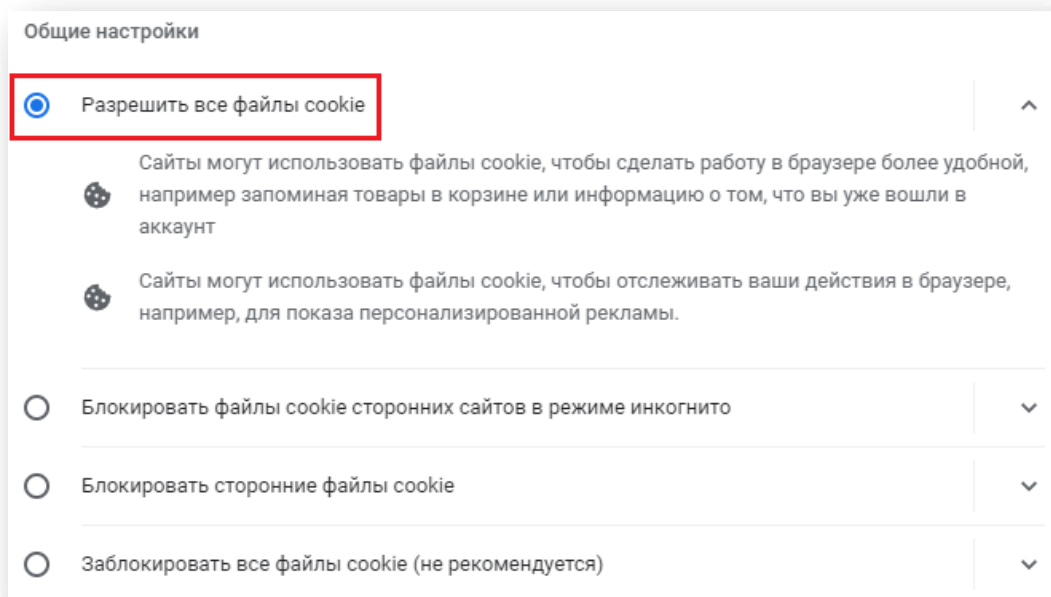 Общие настройки
Разрешить все файлы cookie
Сайты могут использовать файлы cookie, чтобы сделать работу в браузере более удобной,
например запоминая товары в корзине или информацию о том, что вы уже вошли в
аккаунт
Сайты могут использовать файлы cookie, чтобы отслеживать ваши действия в браузере,
например, для показа персонализированной рекламы.
Блокировать файлы cookie сторонних сайтов в режиме инкогнито
Блокировать сторонние файлы cookie
Заблокировать все файлы cookie (не рекомендуется)